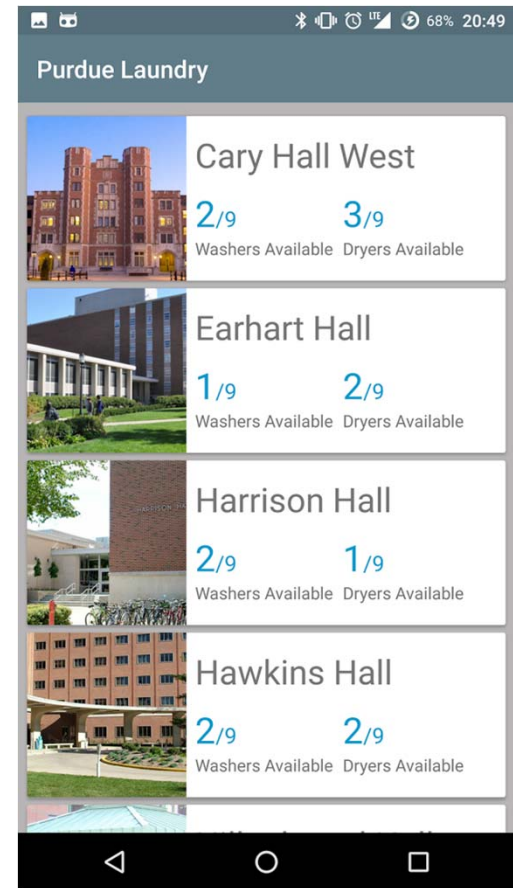 LTE 68% 20:49
Purdue Laundry
Cary Hall West
2/9 3/9
Washers Available Dryers Available
Earhart Hall
1/9 2/9
Washers Available Dryers Available
HARRISON
Harrison Hall
2/9 1/9
Washers Available Dryers Available
Hawkins Hall
2/9 2/9
Washers Available Dryers Available